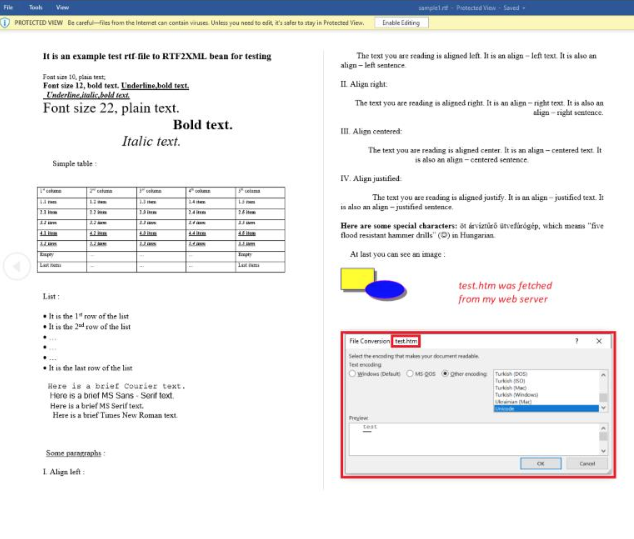 File Tools View
sample1.rtf - Protected View - Saved
PROTECTED VIEW Be careful—files from the Internet can contain viruses. Unless you need to edit, it's safer to stay in Protected View. Enable Editing
It is an example test rtf-file to RTF2XML bean for testing
Font size 10, plain text;
Font size 12, bold text. Underline,bold text.
Underline,italic,bold text.
Font size 22, plain text.
Bold text.
Italic text.
Simple table :
1st column 2nd column 3rd column 4th column 5th column
1.1 item 1.2 item 1.3 item 1.4 item 1.5 item
2.1 item 2.2 item 2.3 item 2.4 item 2.5 item
3.1 item 3.2 item 3.3 item 3.4 item 3.5 item
4.1 item 4.2 item 4.3 item 4.4 item 4.5 item
Empty ... ... ... Empty
Last items ... ... ... Last items
List :
• It is the 1st row of the list
• It is the 2nd row of the list
• ...
• ...
• ...
• It is the last row of the list
Here is a brief Courier text.
Here is a brief MS Sans - Serif text.
Here is a brief MS Serif text.
Here is a brief Times New Roman text.
Some paragraphs :
I. Align left :
The text you are reading is aligned left. It is an align – left text. It is also an
align – left sentence.
II. Align right:
The text you are reading is aligned right. It is an align – right text. It is also an
align – right sentence.
III. Align centered:
The text you are reading is aligned center. It is an align – centered text. It
is also an align – centered sentence.
IV. Align justified:
The text you are reading is aligned justify. It is an align – justified text. It
is also an align – justified sentence.
Here are some special characters: öt árvíztűrő ütvefúrógép, which means "five
flood resistant hammer drills" (☺) in Hungarian.
At last you can see an image :
test.htm was fetched
from my web server
File Conversion - test.htm ? ×
Select the encoding that makes your document readable.
Text encoding:
Windows (Default) MS-DOS Other encoding:
Turkish (DOS)
Turkish (ISO)
Turkish (Mac)
Turkish (Windows)
Ukrainian (Mac)
Unicode
Preview:
test
OK Cancel